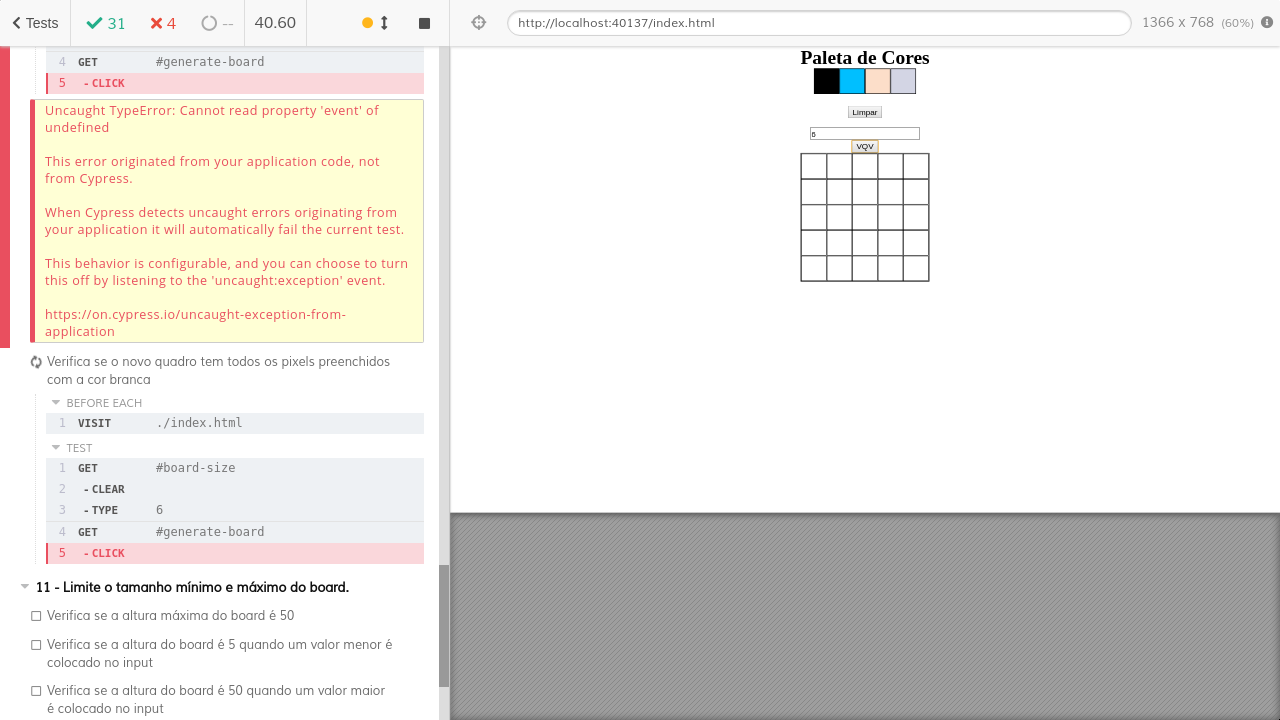 Tests
31
4
--
40.60
http://localhost:40137/index.html
1366 x 768 (60%)
4 GET #generate-board
5 - CLICK
Uncaught TypeError: Cannot read property 'event' of
undefined
This error originated from your application code, not
from Cypress.
When Cypress detects uncaught errors originating from
your application it will automatically fail the current test.
This behavior is configurable, and you can choose to turn
this off by listening to the 'uncaught:exception' event.
https://on.cypress.io/uncaught-exception-from-
application
Verifica se o novo quadro tem todos os pixels preenchidos
com a cor branca
BEFORE EACH
1 VISIT ./index.html
TEST
1 GET #board-size
2 - CLEAR
3 - TYPE 6
4 GET #generate-board
5 - CLICK
11 - Limite o tamanho mínimo e máximo do board.
Verifica se a altura máxima do board é 50
Verifica se a altura do board é 5 quando um valor menor é
colocado no input
Verifica se a altura do board é 50 quando um valor maior
é colocado no input
Paleta de Cores
Limpar
6
VQV